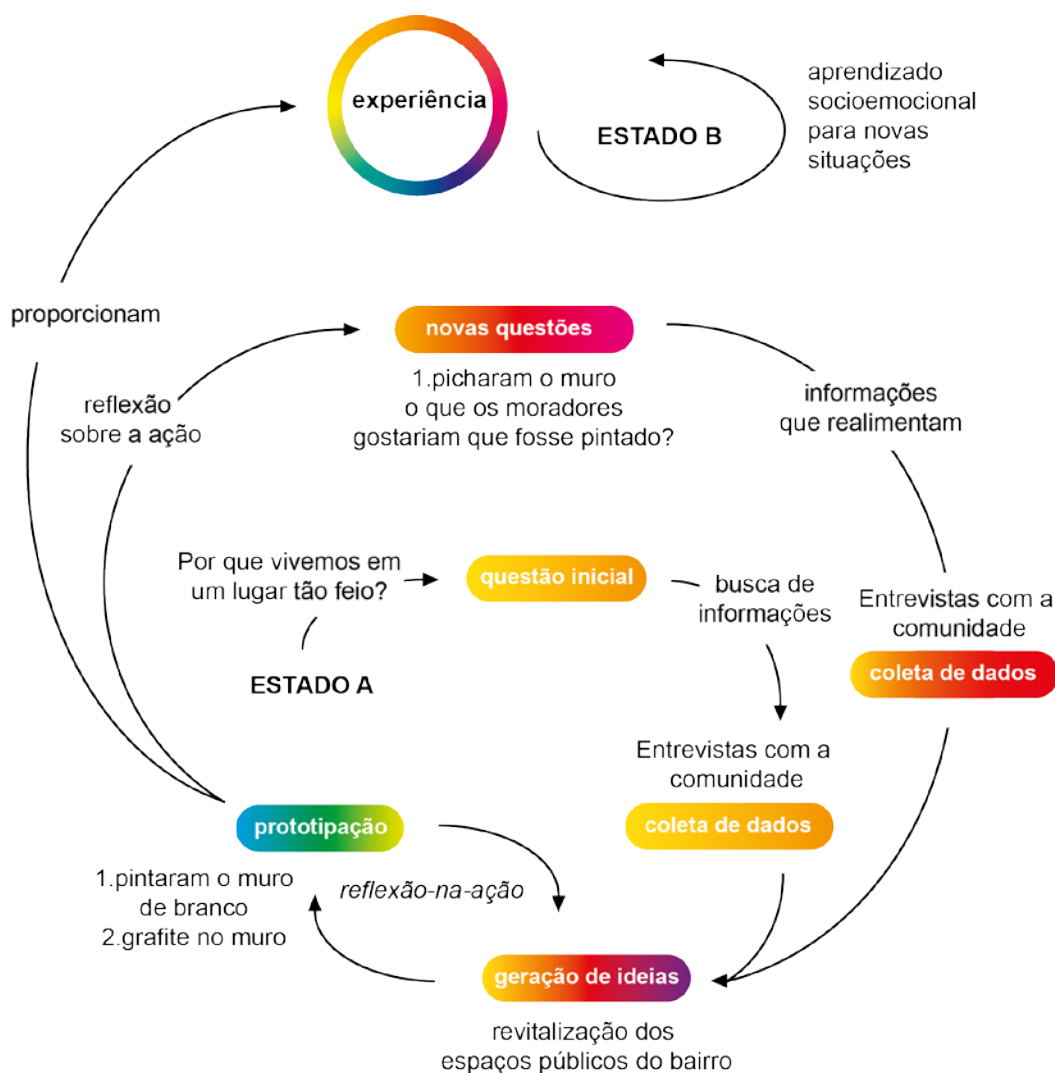 experiência
ESTADO B
aprendizado
socioemocional
para novas
situações
proporcionam
novas questões
1.picharam o muro
o que os moradores
gostariam que fosse pintado?
reflexão
sobre a ação
informações
que realimentam
Por que vivemos em
um lugar tão feio?
questão inicial
busca de
informações
ESTADO A
Entrevistas com a
comunidade
coleta de dados
Entrevistas com a
comunidade
coleta de dados
prototipação
1.pintaram o muro
de branco
2.grafite no muro
reflexão-na-ação
geração de ideias
revitalização dos
espaços públicos do bairro